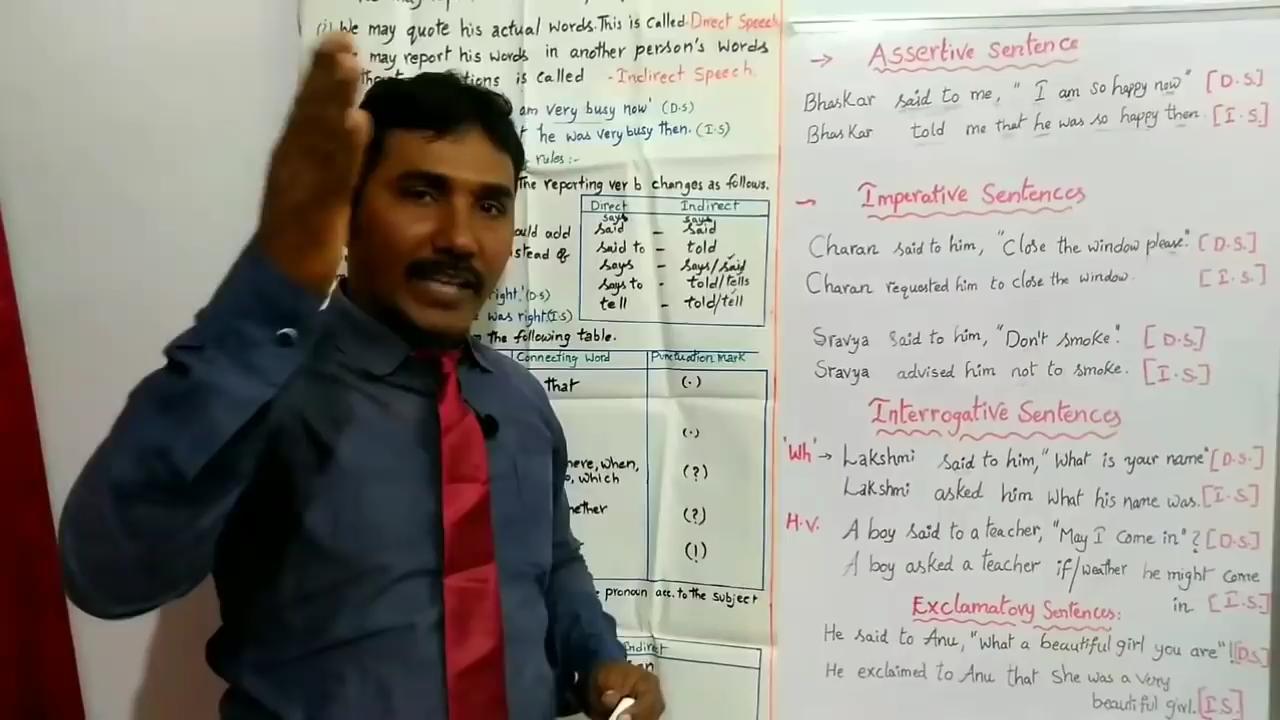 We may quote his actual words. This is called Direct Speech
may report his words in another person's words
is called - Indirect Speech.
am very busy now' (D.S)
he was very busy then. (I.S)
rules :-
The reporting ver b changes as follows.
Direct Indirect
says says
said - said
said to - told
says - says/said
says to - told/tells
tell - told/tell
right.'(D.S)
was right.(I.S)
the following table.
Connecting word Punctuation mark
that (.)
(.)
when,
which (?)
(?)
(!)
pronoun acc. to the subject
Indirect
→ Assertive Sentence
Bhaskar said to me, " I am so happy now" [D.S.]
Bhaskar told me that he was so happy then. [I.S.]
Imperative Sentences
Charan said to him, "Close the window please." [D.S.]
Charan requested him to close the window. [I.S.]
Sravya said to him, "Don't smoke". [D.S.]
Sravya advised him not to smoke. [I.S.]
Interrogative Sentences
'Wh' → Lakshmi said to him, "What is your name" [D.S.]
Lakshmi asked him what his name was. [I.S]
H.V. A boy said to a teacher, "May I come in"? [D.S.]
A boy asked a teacher if/weather he might come
in [I.S.]
Exclamatory Sentences:
He said to Anu, "What a beautiful girl you are"! [D.S]
He exclaimed to Anu that she was a very
beautiful girl. [I.S.]